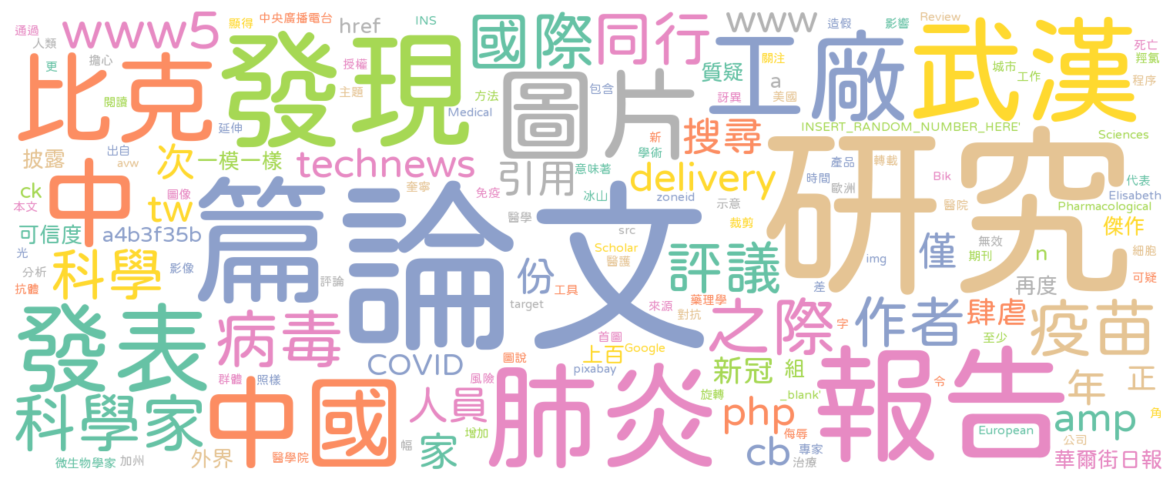 通過
顯得
中央廣播電台
INS
www
造假
影響
Review
人類
擔心
www5
href
國際
同行
死亡
更
閱讀
比克
發現
授權
主題
方法
質疑
a
關注
美國
工廠
武漢
城市
工作
羥氯
程序
延伸
Medical
圖片
包含
訝異
INSERT_RANDOM_NUMBER_HERE'
Sciences
披露
出自
avw
次
一模一樣
technews
引用
新
學術
意味著
搜尋
產品
轉載
ck
本文
中
圖像
奎寧
免疫
冰山
zoneid
delivery
時間
歐洲
Bik
代表
Elisabeth
tw
篇論文
醫學
示意
研究
醫院
Pharmacological
可信度
a4b3f35b
src
裁剪
傑作
光
科學
影像
評論
份
Scholar
醫護
評議
僅
無效
期刊
n
細胞
分析
抗體
target
工具
img
再度
可疑
發表
病毒
來源
藥理學
對抗
差
之際
作者
肆虐
疫苗
首圖
字
至少
COVID
圖說
上百
Google
pixabay
新冠
組
群體
照樣
風險
旋轉
_blank'
令
年
正
科學家
中國
人員
肺炎
php
報告
amp
角
增加
侮辱
European
微生物學家
加州
外界
醫學院
幅
家
cb
專家
治療
公司
華爾街日報